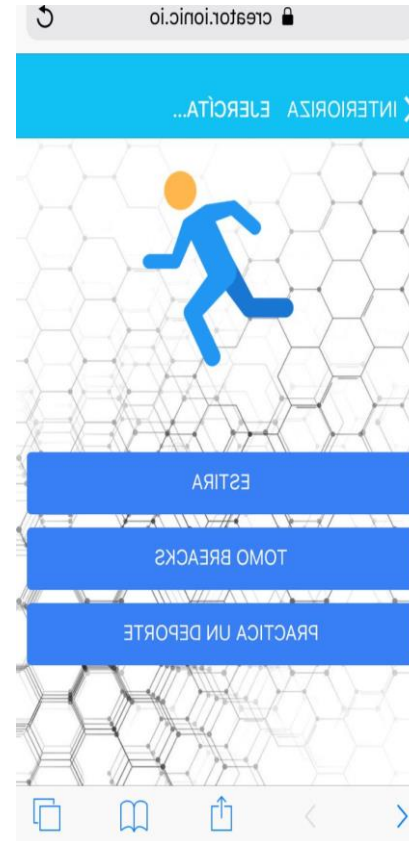 creator.ionic.io
INTERIORIZA EJERCÍTA...
ESTIRA
TOMO BREACKS
PRACTICA UN DEPORTE